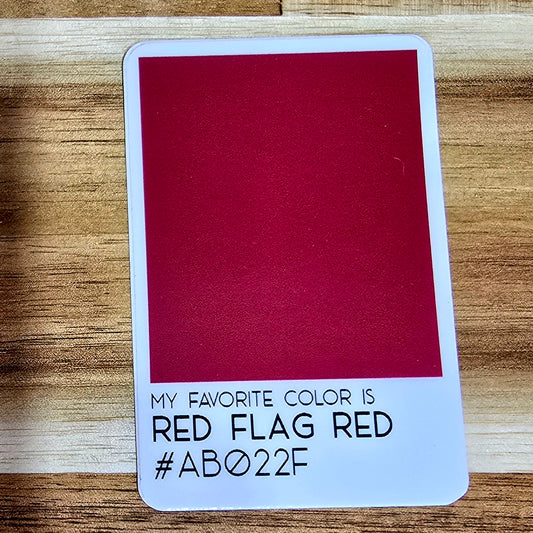 MY FAVORITE COLOR IS
RED FLAG RED
#AB022F